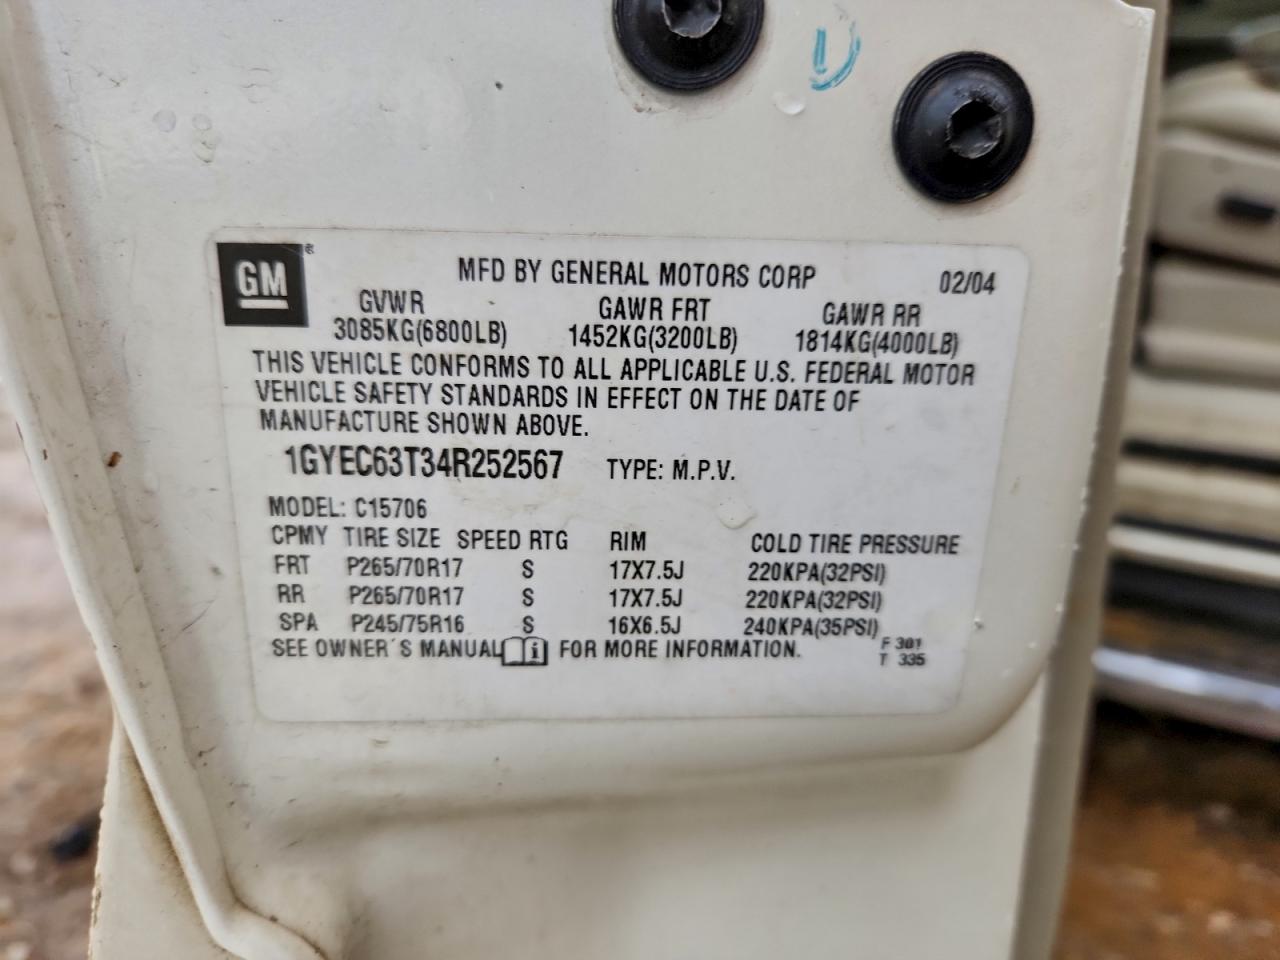 GM ®
MFD BY GENERAL MOTORS CORP 02/04
GVWR GAWR FRT GAWR RR
3085KG(6800LB) 1452KG(3200LB) 1814KG(4000LB)
THIS VEHICLE CONFORMS TO ALL APPLICABLE U.S. FEDERAL MOTOR
VEHICLE SAFETY STANDARDS IN EFFECT ON THE DATE OF
MANUFACTURE SHOWN ABOVE.
1GYEC63T34R252567 TYPE: M.P.V.
MODEL: C15706
CPMY TIRE SIZE SPEED RTG RIM COLD TIRE PRESSURE
FRT P265/70R17 S 17X7.5J 220KPA(32PSI)
RR P265/70R17 S 17X7.5J 220KPA(32PSI)
SPA P245/75R16 S 16X6.5J 240KPA(35PSI)
SEE OWNER'S MANUAL i FOR MORE INFORMATION.
F 301
T 335